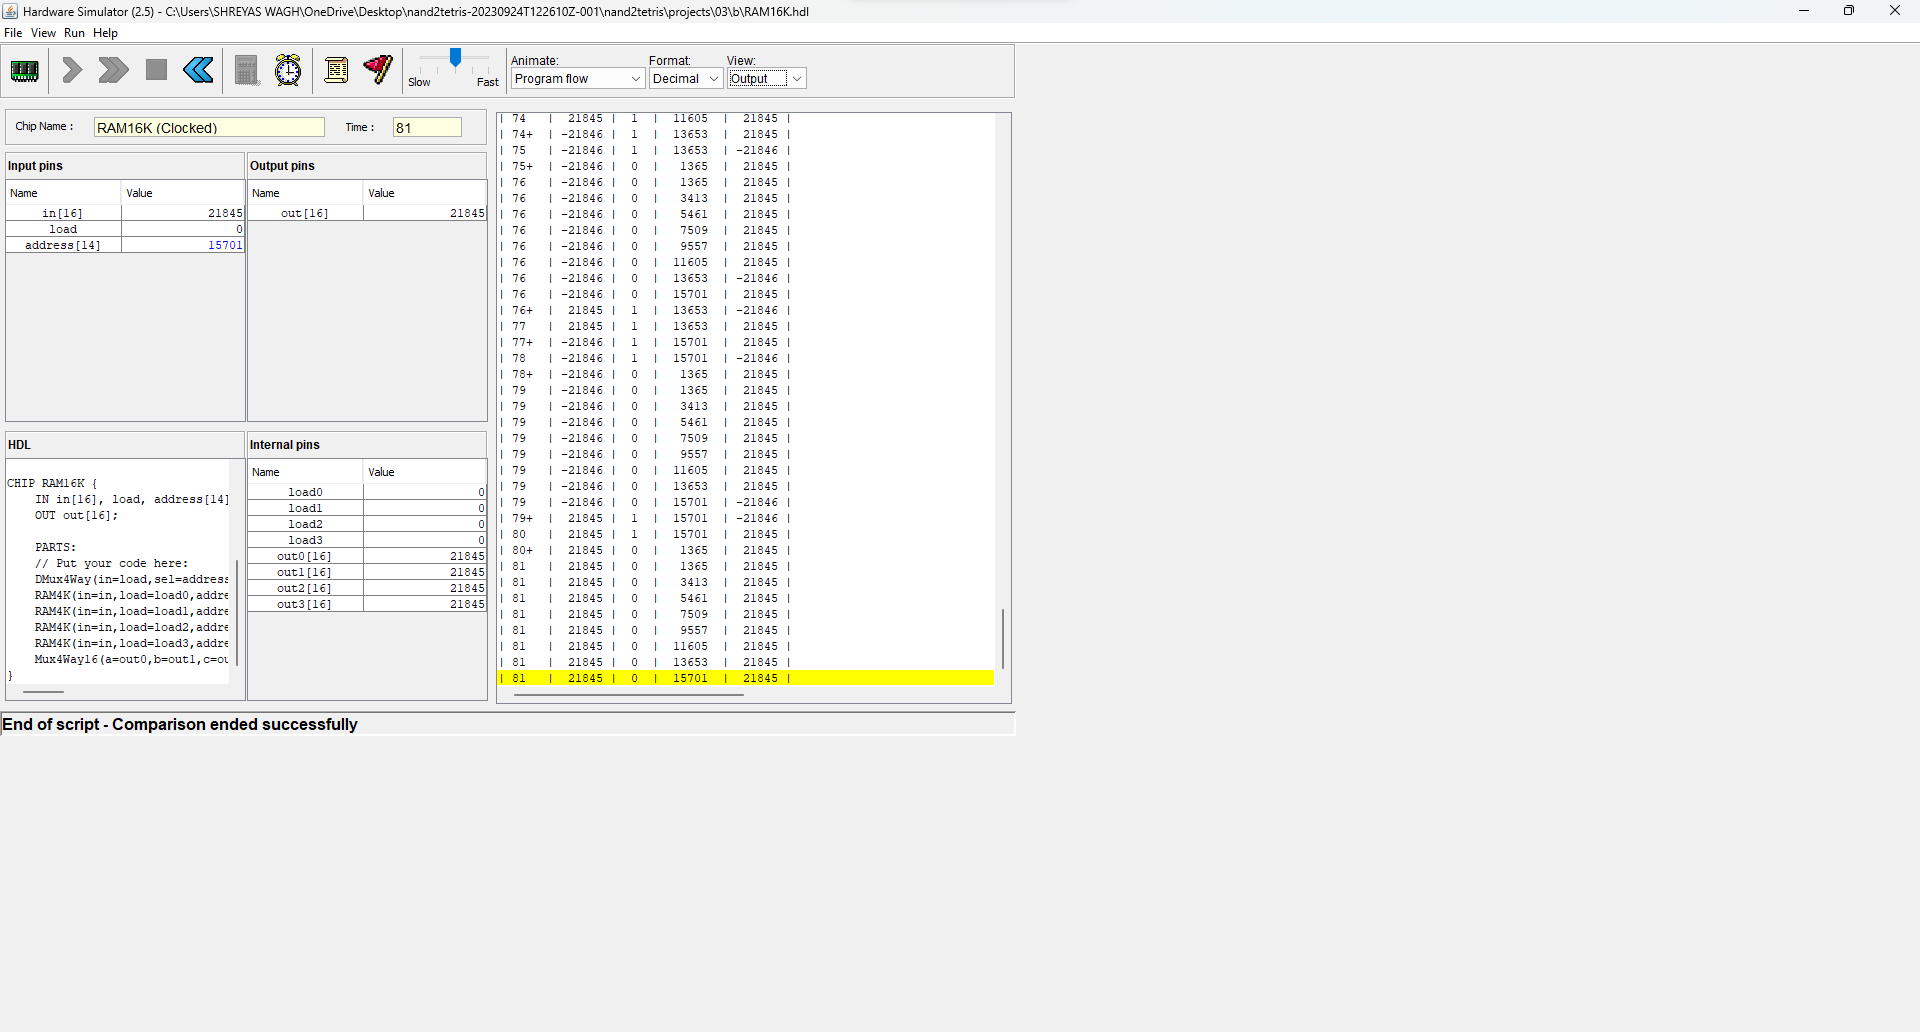 Hardware Simulator (2.5) - C:\Users\SHREYAS WAGH\OneDrive\Desktop\nand2tetris-20230924T122610Z-001\nand2tetris\projects\03\b\RAM16K.hdl
File View Run Help
Slow Fast
Animate: Format: View:
Program flow Decimal Output
Chip Name : RAM16K (Clocked) Time : 81
Input pins
Name Value
in[16] 21845
load 0
address[14] 15701
Output pins
Name Value
out[16] 21845
HDL
CHIP RAM16K {
IN in[16], load, address[14]
OUT out[16];
PARTS:
// Put your code here:
DMux4Way(in=load,sel=address
RAM4K(in=in,load=load0,addre
RAM4K(in=in,load=load1,addre
RAM4K(in=in,load=load2,addre
RAM4K(in=in,load=load3,addre
Mux4Way16(a=out0,b=out1,c=ou
}
Internal pins
Name Value
load0 0
load1 0
load2 0
load3 0
out0[16] 21845
out1[16] 21845
out2[16] 21845
out3[16] 21845
| 74 | 21845 | 1 | 11605 | 21845 |
| 74+ | -21846 | 1 | 13653 | 21845 |
| 75 | -21846 | 1 | 13653 | -21846 |
| 75+ | -21846 | 0 | 1365 | 21845 |
| 76 | -21846 | 0 | 1365 | 21845 |
| 76 | -21846 | 0 | 3413 | 21845 |
| 76 | -21846 | 0 | 5461 | 21845 |
| 76 | -21846 | 0 | 7509 | 21845 |
| 76 | -21846 | 0 | 9557 | 21845 |
| 76 | -21846 | 0 | 11605 | 21845 |
| 76 | -21846 | 0 | 13653 | -21846 |
| 76 | -21846 | 0 | 15701 | 21845 |
| 76+ | 21845 | 1 | 13653 | -21846 |
| 77 | 21845 | 1 | 13653 | 21845 |
| 77+ | -21846 | 1 | 15701 | 21845 |
| 78 | -21846 | 1 | 15701 | -21846 |
| 78+ | -21846 | 0 | 1365 | 21845 |
| 79 | -21846 | 0 | 1365 | 21845 |
| 79 | -21846 | 0 | 3413 | 21845 |
| 79 | -21846 | 0 | 5461 | 21845 |
| 79 | -21846 | 0 | 7509 | 21845 |
| 79 | -21846 | 0 | 9557 | 21845 |
| 79 | -21846 | 0 | 11605 | 21845 |
| 79 | -21846 | 0 | 13653 | 21845 |
| 79 | -21846 | 0 | 15701 | -21846 |
| 79+ | 21845 | 1 | 15701 | -21846 |
| 80 | 21845 | 1 | 15701 | 21845 |
| 80+ | 21845 | 0 | 1365 | 21845 |
| 81 | 21845 | 0 | 1365 | 21845 |
| 81 | 21845 | 0 | 3413 | 21845 |
| 81 | 21845 | 0 | 5461 | 21845 |
| 81 | 21845 | 0 | 7509 | 21845 |
| 81 | 21845 | 0 | 9557 | 21845 |
| 81 | 21845 | 0 | 11605 | 21845 |
| 81 | 21845 | 0 | 13653 | 21845 |
| 81 | 21845 | 0 | 15701 | 21845 |
End of script - Comparison ended successfully